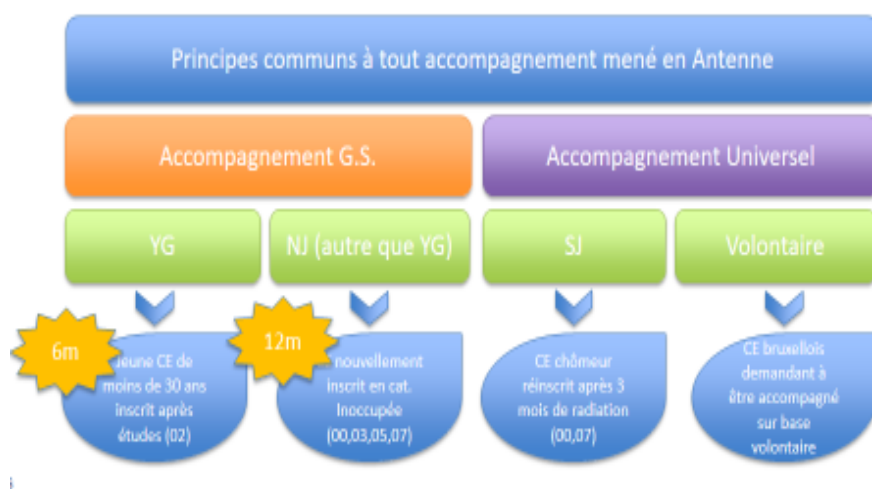 Principes communs à tout accompagnement mené en Antenne
Accompagnement G.S.
Accompagnement Universel
YG
NJ (autre que YG)
SJ
Volontaire
6m
Jeune CE de
moins de 30 ans
inscrit après
études (02)
12m
nouvellement
inscrit en cat.
Inoccupée
(00,03,05,07)
CE chômeur
réinscrit après 3
mois de radiation
(00,07)
CE bruxellois
demandant à
être accompagné
sur base
volontaire